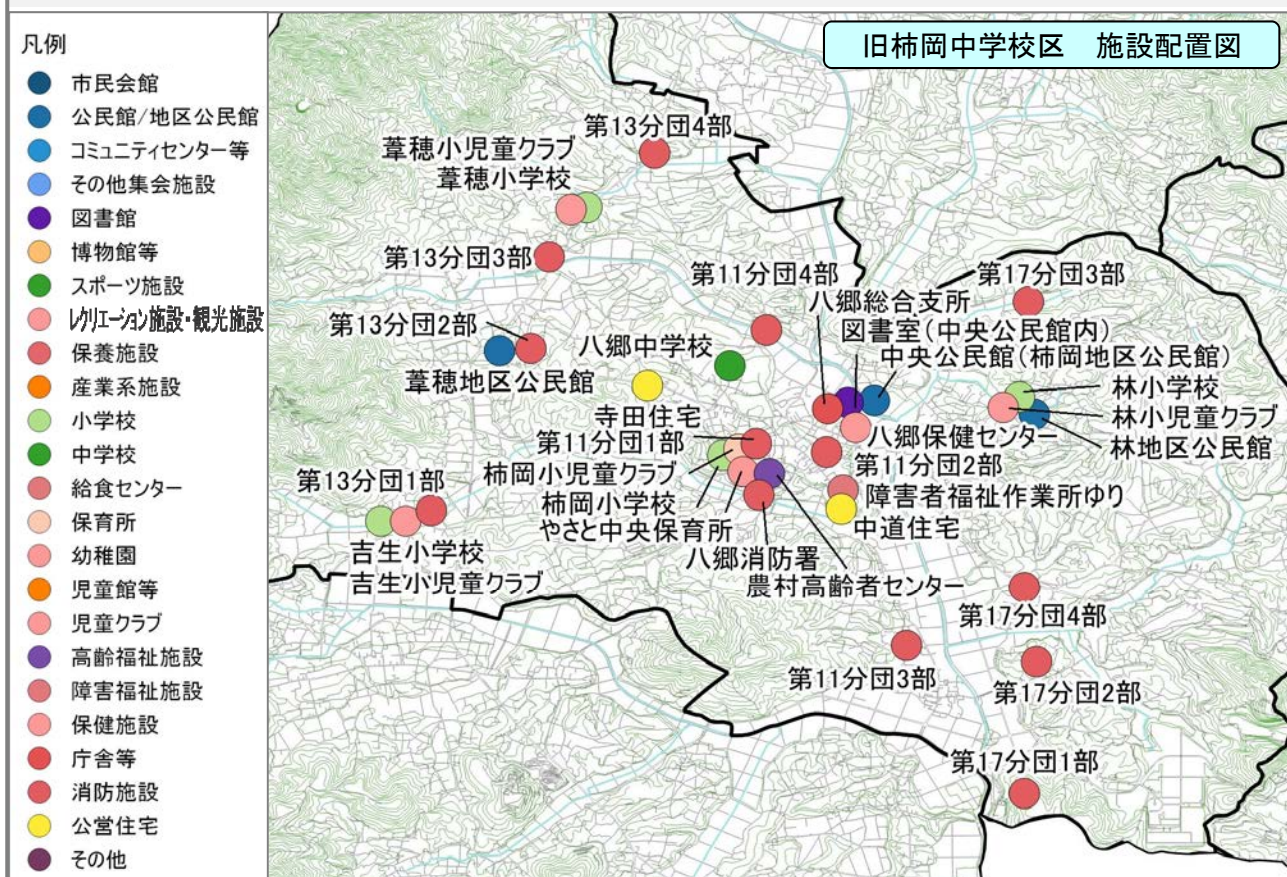 旧柿岡中学校区　施設配置図
凡例
市民会館
公民館/地区公民館
コミュニティセンター等
その他集会施設
図書館
博物館等
スポーツ施設
レクリエーション施設・観光施設
保養施設
産業系施設
小学校
中学校
給食センター
保育所
幼稚園
児童館等
児童クラブ
高齢福祉施設
障害福祉施設
保健施設
庁舎等
消防施設
公営住宅
その他
第13分団4部
葦穂小児童クラブ
葦穂小学校
第13分団3部
第11分団4部
第17分団3部
八郷総合支所
図書室(中央公民館内)
第13分団2部
八郷中学校
中央公民館(柿岡地区公民館)
葦穂地区公民館
林小学校
寺田住宅
林小児童クラブ
第11分団1部
八郷保健センター
林地区公民館
柿岡小児童クラブ
第11分団2部
第13分団1部
柿岡小学校
障害者福祉作業所ゆり
やさと中央保育所
中道住宅
吉生小学校
八郷消防署
吉生小児童クラブ
農村高齢者センター
第17分団4部
第11分団3部
第17分団2部
第17分団1部